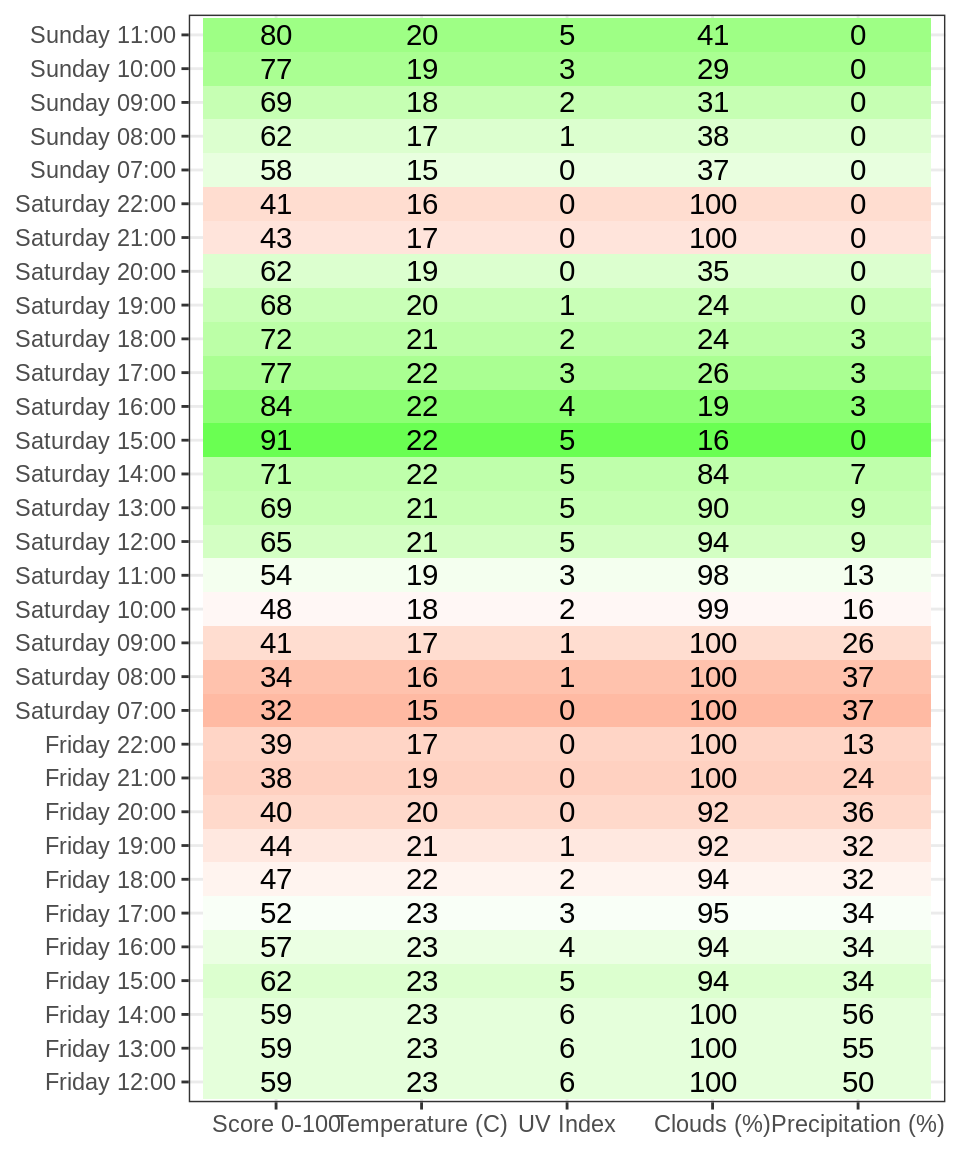 Sunday 11:00 80 20 5 41 0
Sunday 10:00 77 19 3 29 0
Sunday 09:00 69 18 2 31 0
Sunday 08:00 62 17 1 38 0
Sunday 07:00 58 15 0 37 0
Saturday 22:00 41 16 0 100 0
Saturday 21:00 43 17 0 100 0
Saturday 20:00 62 19 0 35 0
Saturday 19:00 68 20 1 24 0
Saturday 18:00 72 21 2 24 3
Saturday 17:00 77 22 3 26 3
Saturday 16:00 84 22 4 19 3
Saturday 15:00 91 22 5 16 0
Saturday 14:00 71 22 5 84 7
Saturday 13:00 69 21 5 90 9
Saturday 12:00 65 21 5 94 9
Saturday 11:00 54 19 3 98 13
Saturday 10:00 48 18 2 99 16
Saturday 09:00 41 17 1 100 26
Saturday 08:00 34 16 1 100 37
Saturday 07:00 32 15 0 100 37
Friday 22:00 39 17 0 100 13
Friday 21:00 38 19 0 100 24
Friday 20:00 40 20 0 92 36
Friday 19:00 44 21 1 92 32
Friday 18:00 47 22 2 94 32
Friday 17:00 52 23 3 95 34
Friday 16:00 57 23 4 94 34
Friday 15:00 62 23 5 94 34
Friday 14:00 59 23 6 100 56
Friday 13:00 59 23 6 100 55
Friday 12:00 59 23 6 100 50
Score 0-100 Temperature (C) UV Index Clouds (%) Precipitation (%)